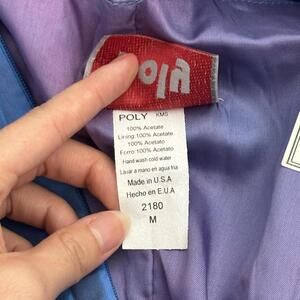 POLY KMS
100% Acetate
Lining 100% Acetate
100% Acetato
Forro 100% Acetato
Hand wash cold water
Lavar a mano en agua fria
Made in U.S.A
Hecho en E.U.A
2180
M